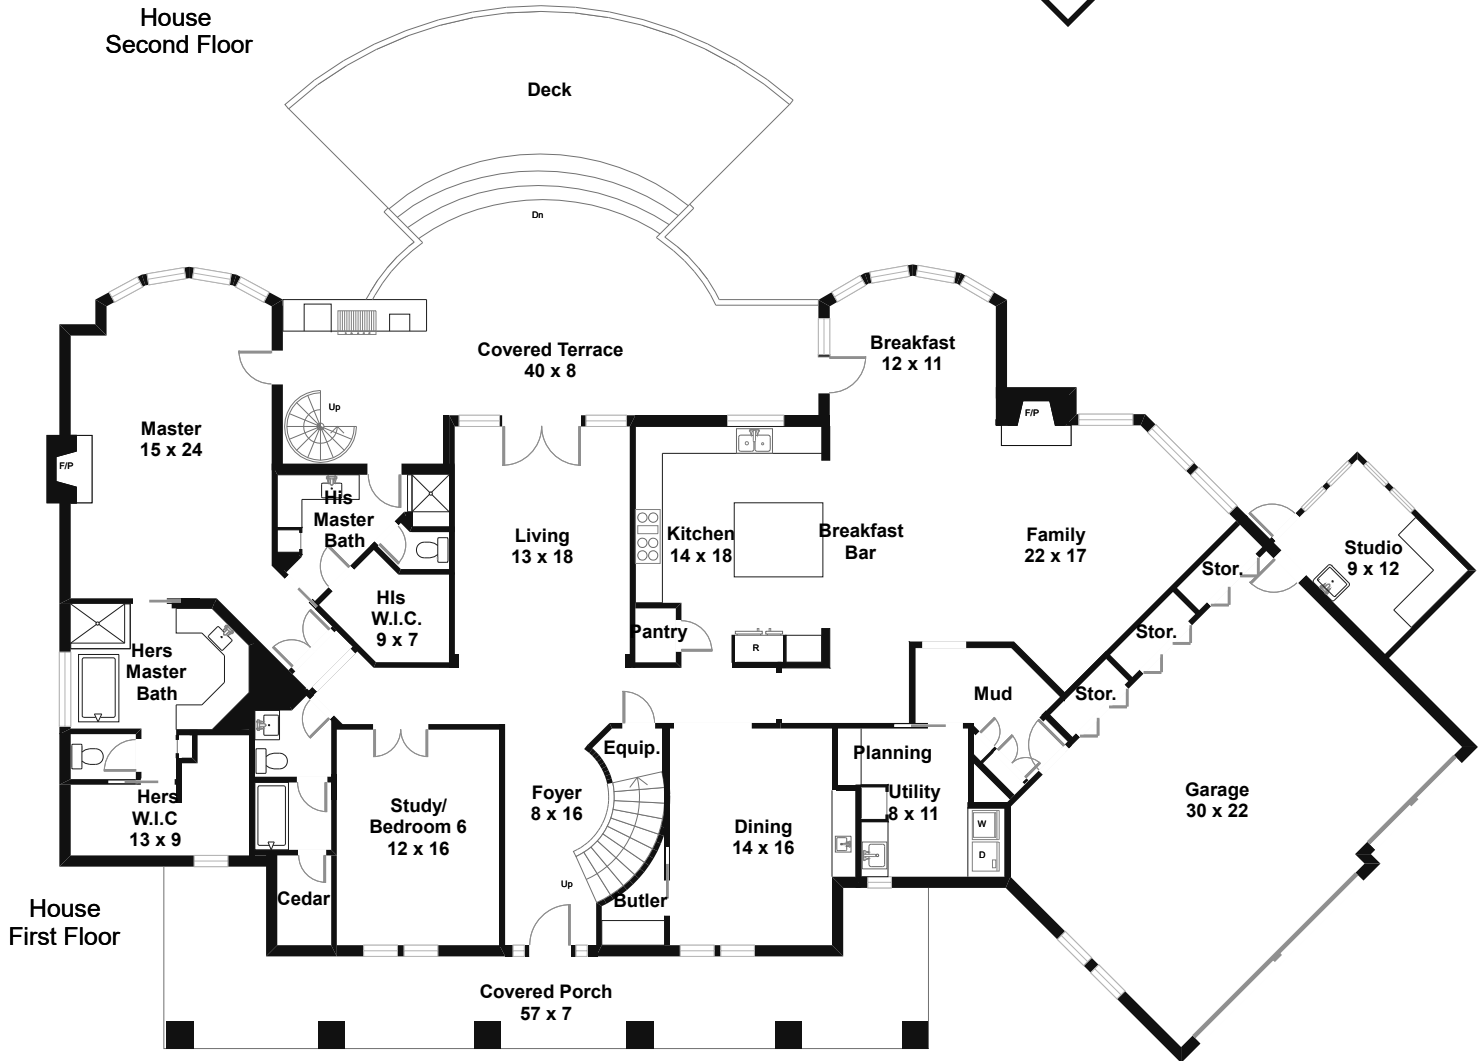 House
Second Floor
Deck
Dn
Covered Terrace
40 x 8
Breakfast
12 x 11
Up
F/P
Master
15 x 24
F/P
His
Master
Bath
Living
13 x 18
Kitchen
14 x 18
Breakfast
Bar
Family
22 x 17
Studio
9 x 12
Stor.
HIs
W.I.C.
9 x 7
Pantry
R
Stor.
Hers
Master
Bath
Mud
Stor.
Equip.
Planning
Hers
W.I.C
13 x 9
Study/
Bedroom 6
12 x 16
Foyer
8 x 16
Utility
8 x 11
Garage
30 x 22
Dining
14 x 16
W
D
Up
Cedar
Butler
House
First Floor
Covered Porch
57 x 7